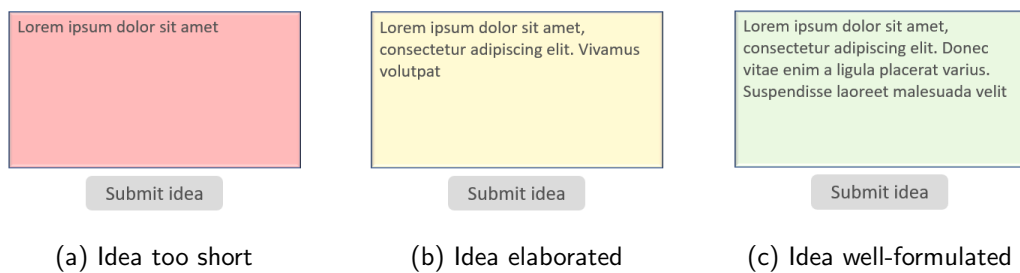 Lorem ipsum dolor sit amet
Submit idea
(a) Idea too short
Lorem ipsum dolor sit amet,
consectetur adipiscing elit. Vivamus
volutpat
Submit idea
(b) Idea elaborated
Lorem ipsum dolor sit amet,
consectetur adipiscing elit. Donec
vitae enim a ligula placerat varius.
Suspendisse laoreet malesuada velit
Submit idea
(c) Idea well-formulated